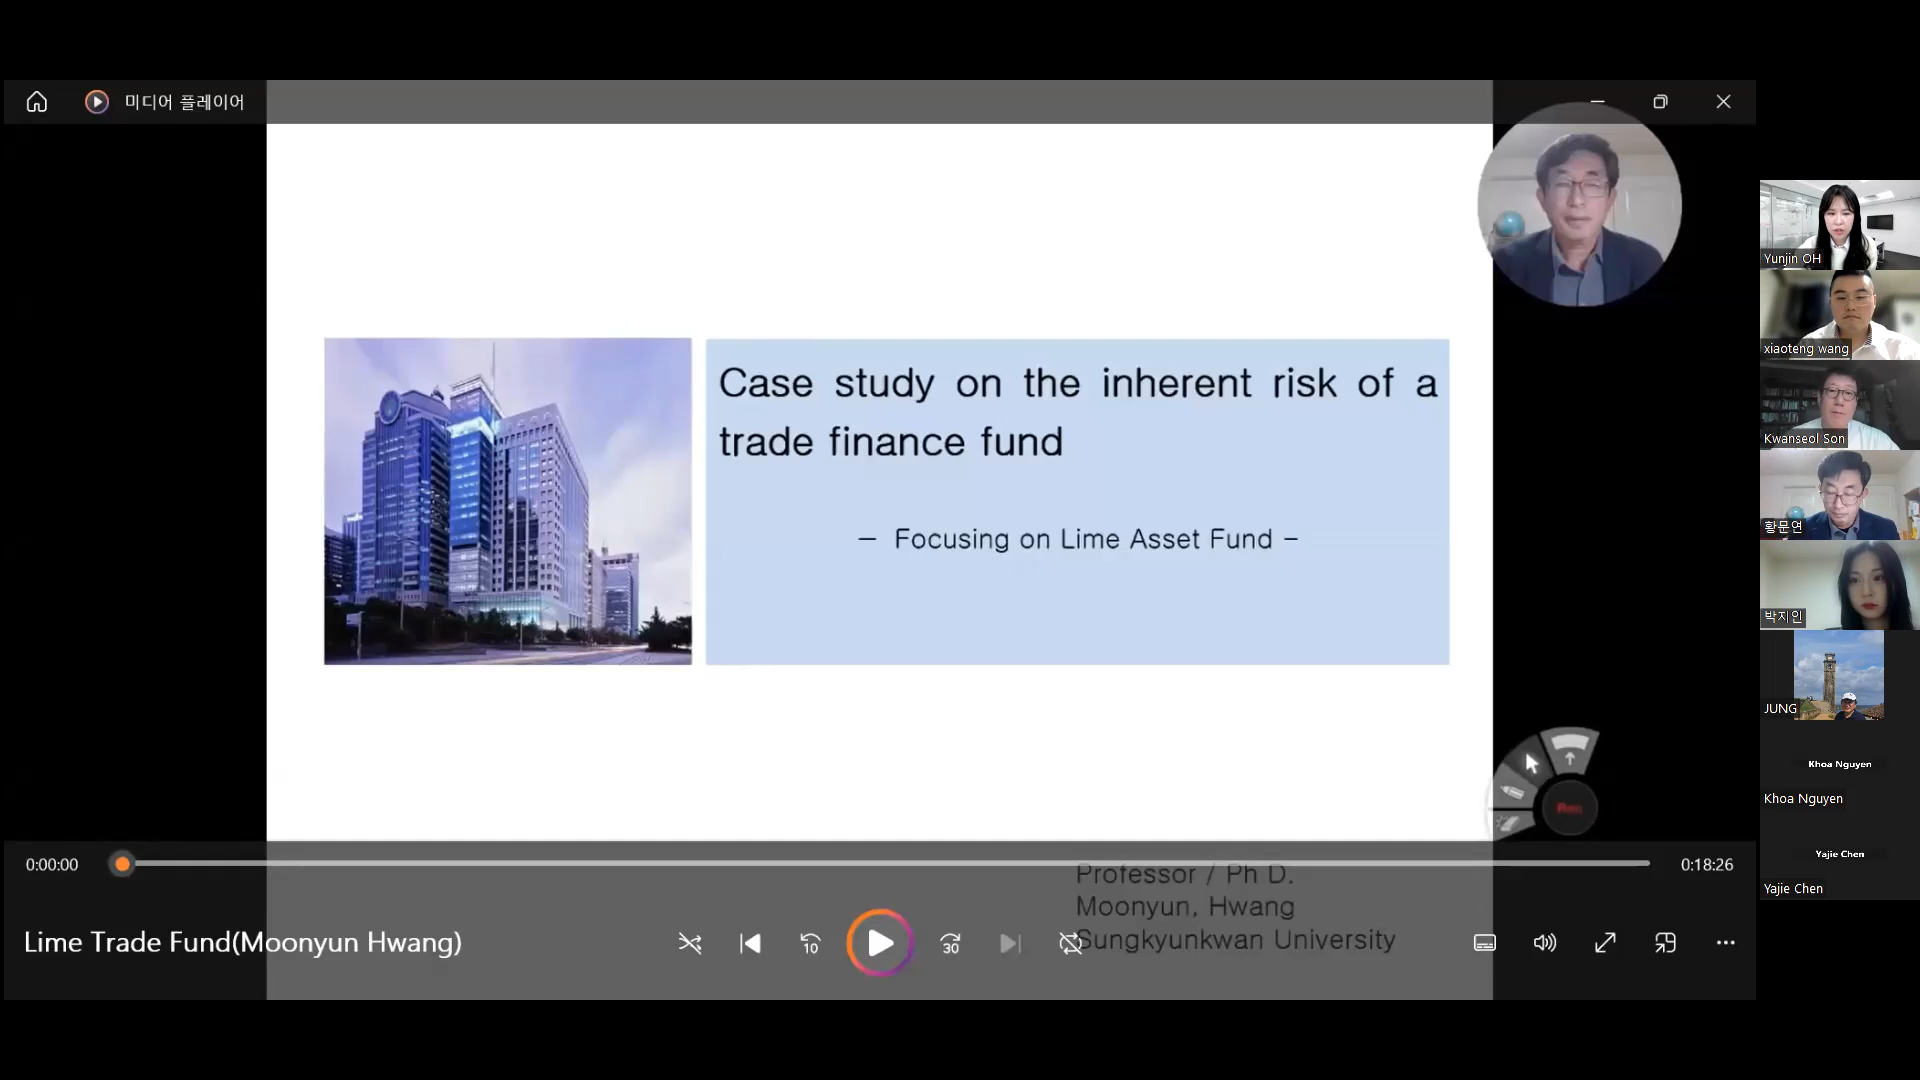 미디어 플레이어
Case study on the inherent risk of a
trade finance fund
– Focusing on Lime Asset Fund –
Rec
0:00:00
0:18:26
Professor / Ph D.
Moonyun, Hwang
Sungkyunkwan University
Lime Trade Fund(Moonyun Hwang)
10
30
Yunjin OH
xiaoteng wang
Kwanseol Son
황문연
박지인
JUNG
Khoa Nguyen
Khoa Nguyen
Yajie Chen
Yajie Chen